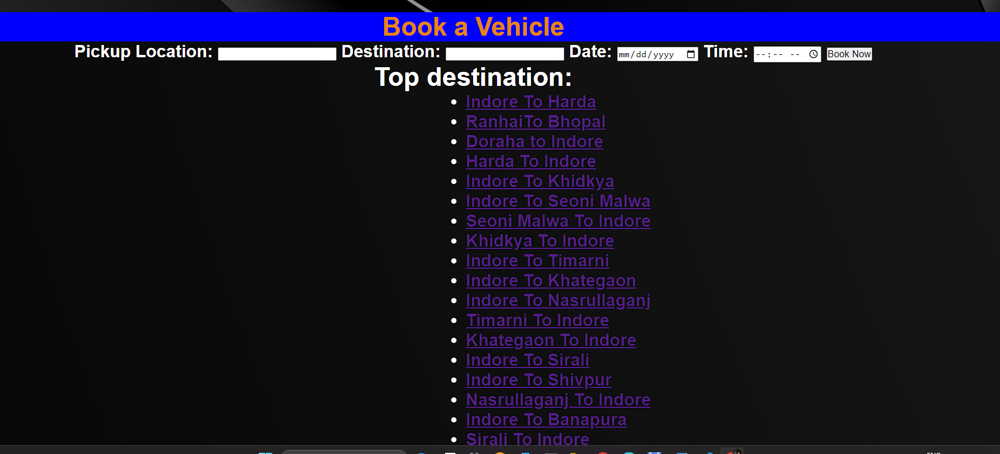 Book a Vehicle
Pickup Location: Destination: Date: mm/dd/yyyy Time: --:-- -- Book Now
Top destination:
Indore To Harda
RanhaiTo Bhopal
Doraha to Indore
Harda To Indore
Indore To Khidkya
Indore To Seoni Malwa
Seoni Malwa To Indore
Khidkya To Indore
Indore To Timarni
Indore To Khategaon
Indore To Nasrullaganj
Timarni To Indore
Khategaon To Indore
Indore To Sirali
Indore To Shivpur
Nasrullaganj To Indore
Indore To Banapura
Sirali To Indore
ENG